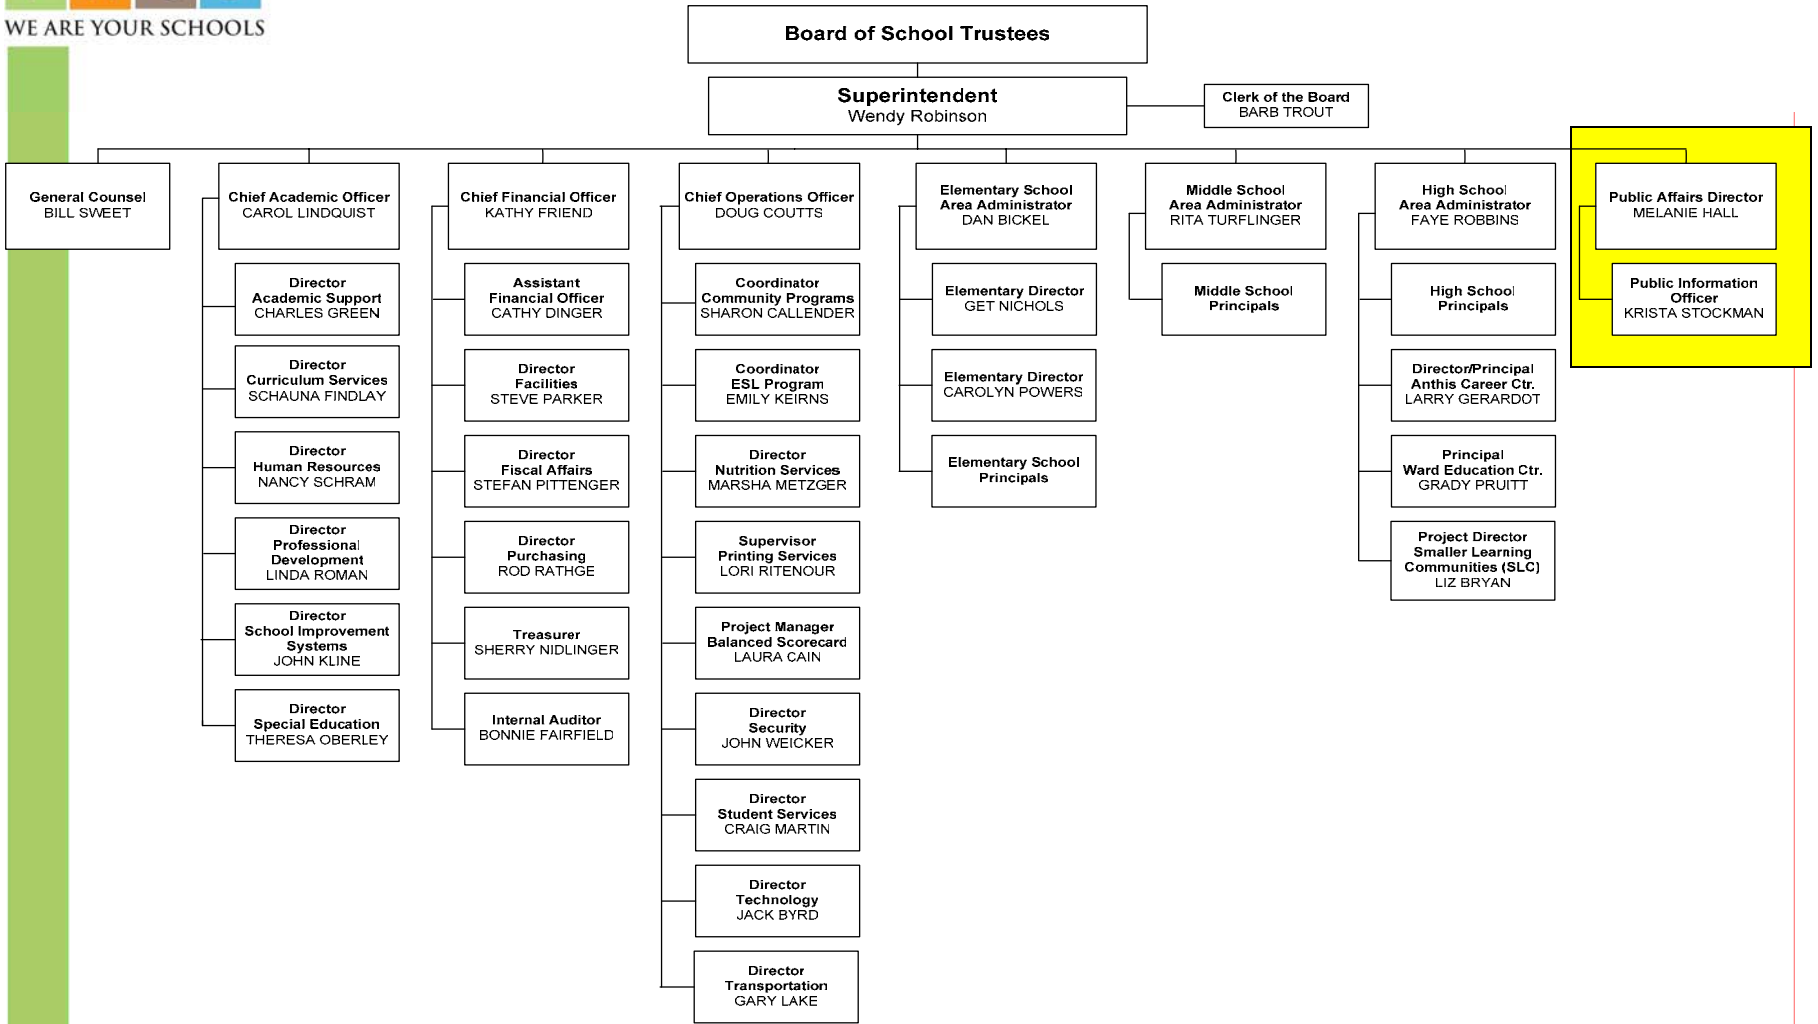 WE ARE YOUR SCHOOLS
Board of School Trustees
Superintendent
Wendy Robinson
Clerk of the Board
BARB TROUT
General Counsel
BILL SWEET
Chief Academic Officer
CAROL LINDQUIST
Director
Academic Support
CHARLES GREEN
Director
Curriculum Services
SCHAUNA FINDLAY
Director
Human Resources
NANCY SCHRAM
Director
Professional
Development
LINDA ROMAN
Director
School Improvement
Systems
JOHN KLINE
Director
Special Education
THERESA OBERLEY
Chief Financial Officer
KATHY FRIEND
Assistant
Financial Officer
CATHY DINGER
Director
Facilities
STEVE PARKER
Director
Fiscal Affairs
STEFAN PITTENGER
Director
Purchasing
ROD RATHGE
Treasurer
SHERRY NIDLINGER
Internal Auditor
BONNIE FAIRFIELD
Chief Operations Officer
DOUG COUTTS
Coordinator
Community Programs
SHARON CALLENDER
Coordinator
ESL Program
EMILY KEIRNS
Director
Nutrition Services
MARSHA METZGER
Supervisor
Printing Services
LORI RITENOUR
Project Manager
Balanced Scorecard
LAURA CAIN
Director
Security
JOHN WEICKER
Director
Student Services
CRAIG MARTIN
Director
Technology
JACK BYRD
Director
Transportation
GARY LAKE
Elementary School
Area Administrator
DAN BICKEL
Elementary Director
GET NICHOLS
Elementary Director
CAROLYN POWERS
Elementary School
Principals
Middle School
Area Administrator
RITA TURFLINGER
Middle School
Principals
High School
Area Administrator
FAYE ROBBINS
High School
Principals
Director/Principal
Anthis Career Ctr.
LARRY GERARDOT
Principal
Ward Education Ctr.
GRADY PRUITT
Project Director
Smaller Learning
Communities (SLC)
LIZ BRYAN
Public Affairs Director
MELANIE HALL
Public Information
Officer
KRISTA STOCKMAN